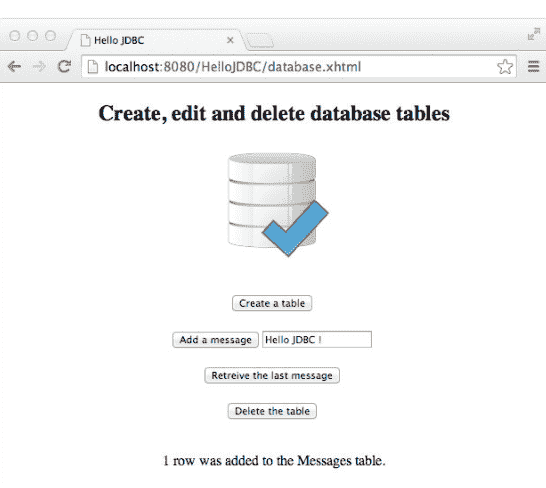 Hello JDBC
localhost:8080/HelloJDBC/database.xhtml
Create, edit and delete database tables
Create a table
Add a message Hello JDBC !
Retreive the last message
Delete the table
1 row was added to the Messages table.